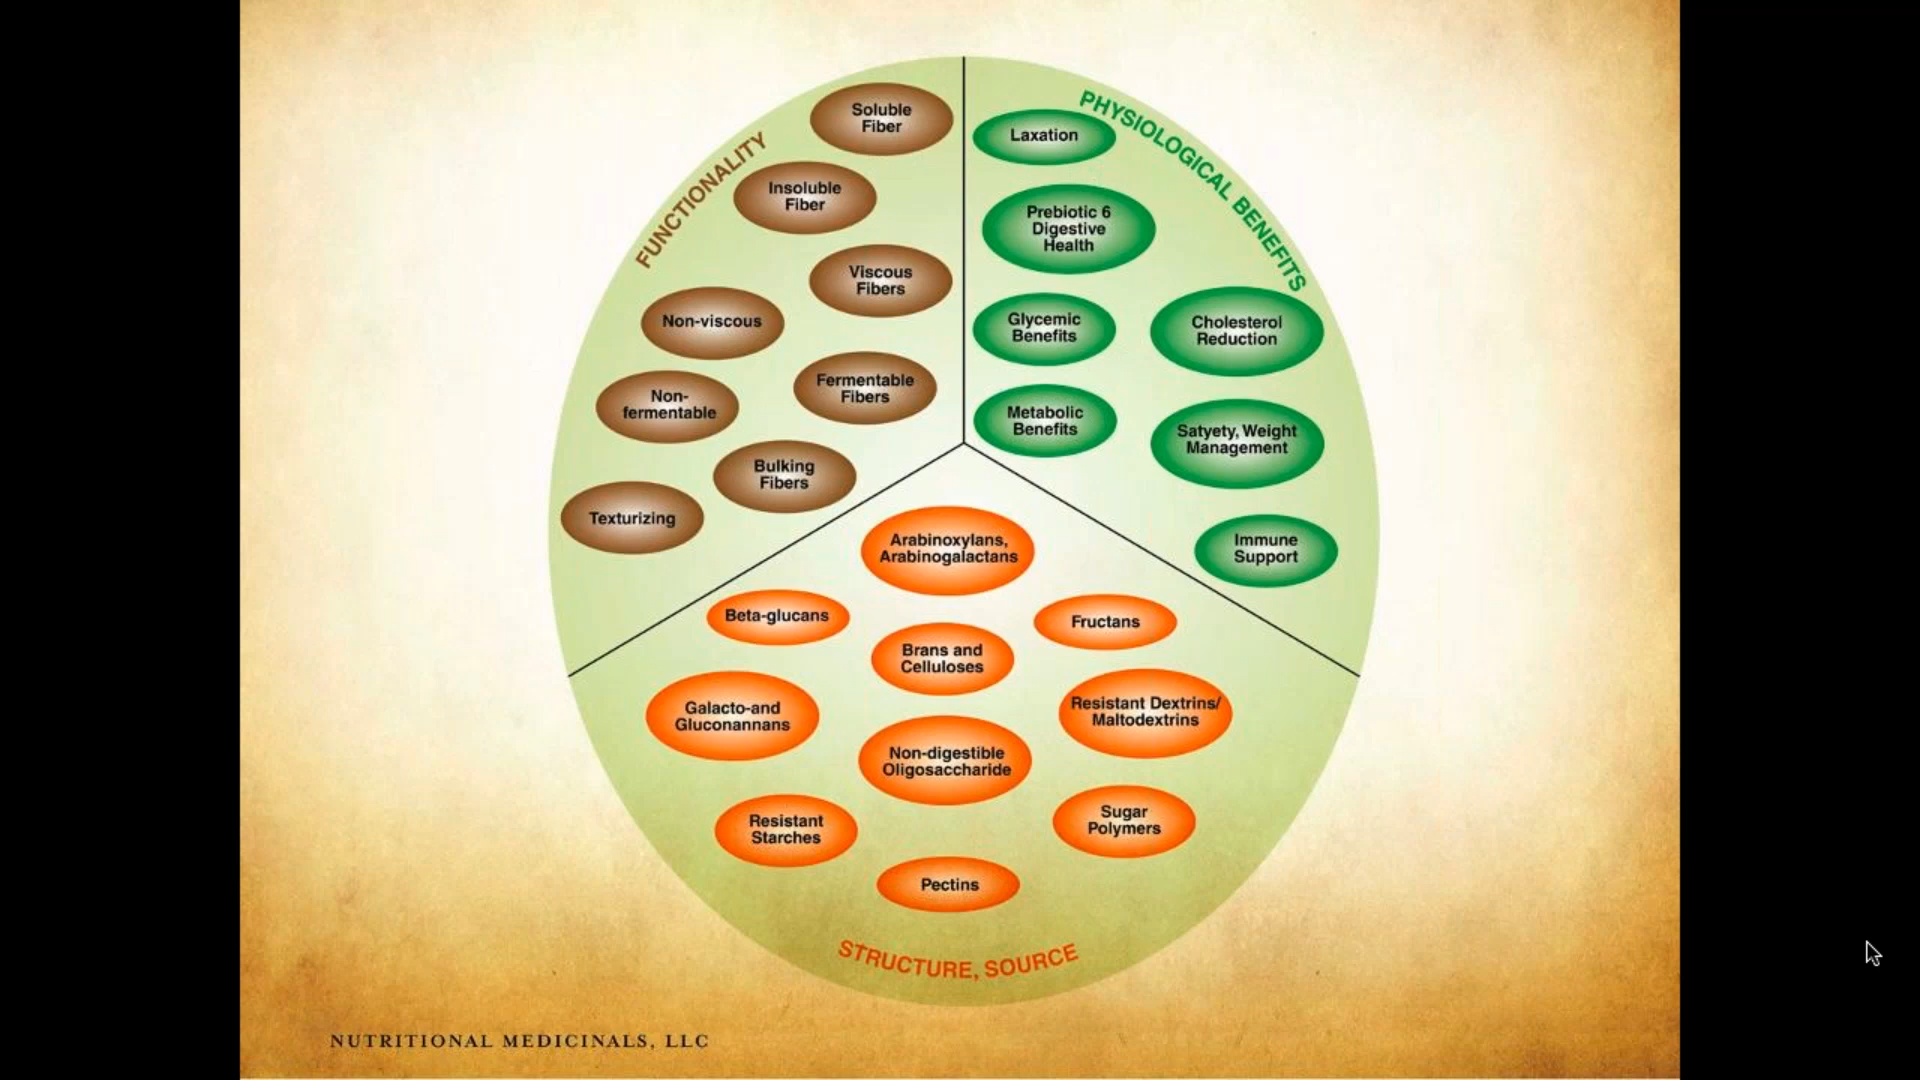 FUNCTIONALITY
Soluble
Fiber
Insoluble
Fiber
Viscous
Fibers
Non-viscous
Fermentable
Fibers
Non-
fermentable
Bulking
Fibers
Texturizing
PHYSIOLOGICAL BENEFITS
Laxation
Prebiotic 6
Digestive
Health
Glycemic
Benefits
Cholesterol
Reduction
Metabolic
Benefits
Satyety, Weight
Management
Immune
Support
Arabinoxylans,
Arabinogalactans
Beta-glucans
Fructans
Brans and
Celluloses
Galacto-and
Gluconannans
Resistant Dextrins/
Maltodextrins
Non-digestible
Oligosaccharide
Resistant
Starches
Sugar
Polymers
Pectins
STRUCTURE, SOURCE
NUTRITIONAL MEDICINALS, LLC